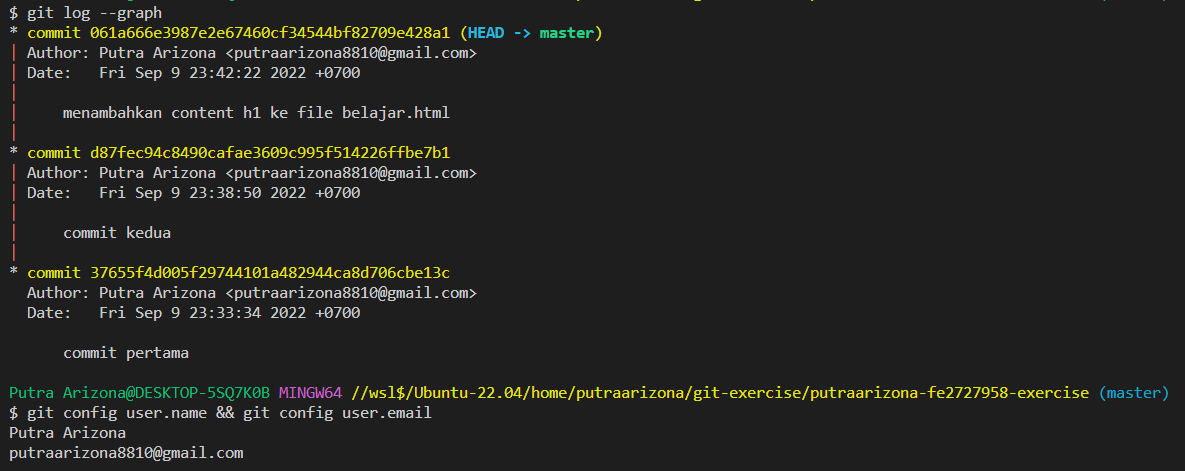 $ git log --graph
* commit 061a666e3987e2e67460cf34544bf82709e428a1 (HEAD -> master)
| Author: Putra Arizona <putraarizona8810@gmail.com>
| Date:   Fri Sep 9 23:42:22 2022 +0700
|
|     menambahkan content h1 ke file belajar.html
|
* commit d87fec94c8490cafae3609c995f514226ffbe7b1
| Author: Putra Arizona <putraarizona8810@gmail.com>
| Date:   Fri Sep 9 23:38:50 2022 +0700
|
|     commit kedua
|
* commit 37655f4d005f29744101a482944ca8d706cbe13c
  Author: Putra Arizona <putraarizona8810@gmail.com>
  Date:   Fri Sep 9 23:33:34 2022 +0700

      commit pertama

Putra Arizona@DESKTOP-5SQ7K0B MINGW64 //wsl$/Ubuntu-22.04/home/putraarizona/git-exercise/putraarizona-fe2727958-exercise (master)
$ git config user.name && git config user.email
Putra Arizona
putraarizona8810@gmail.com